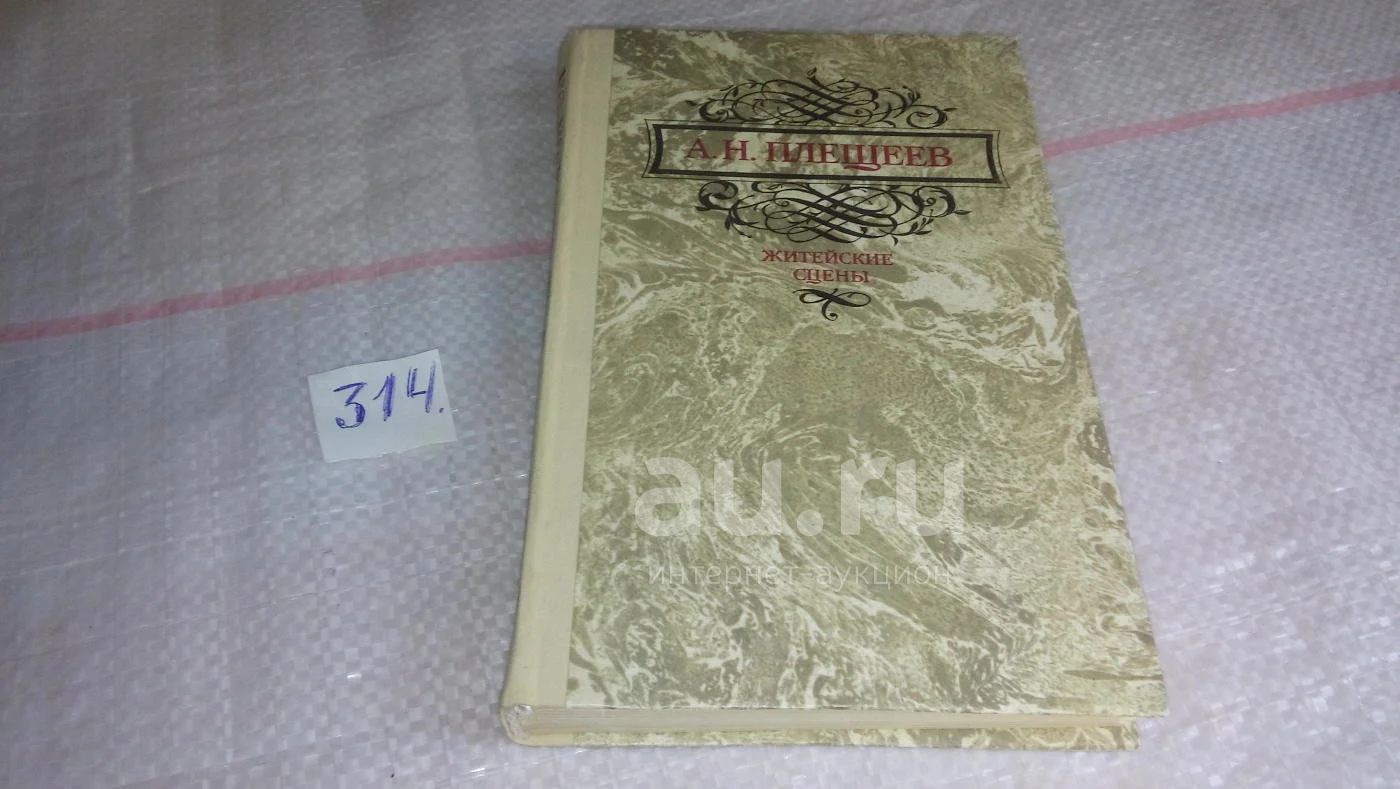 А. Н. ПЛЕЩЕЕВ
ЖИТЕЙСКИЕ
СЦЕНЫ
314.
au.ru
интернет-аукцион